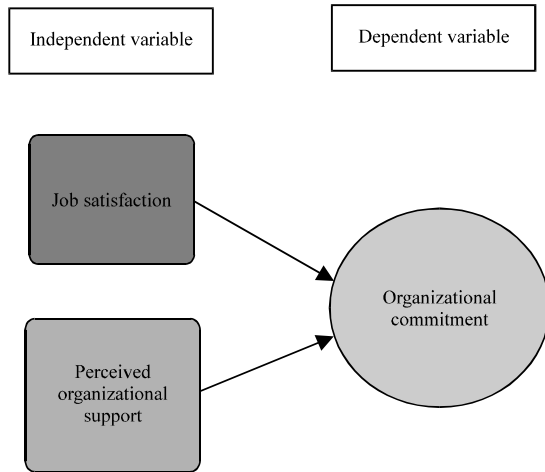 Independent variable
Dependent variable
Job satisfaction
Organizational
commitment
Perceived
organizational
support